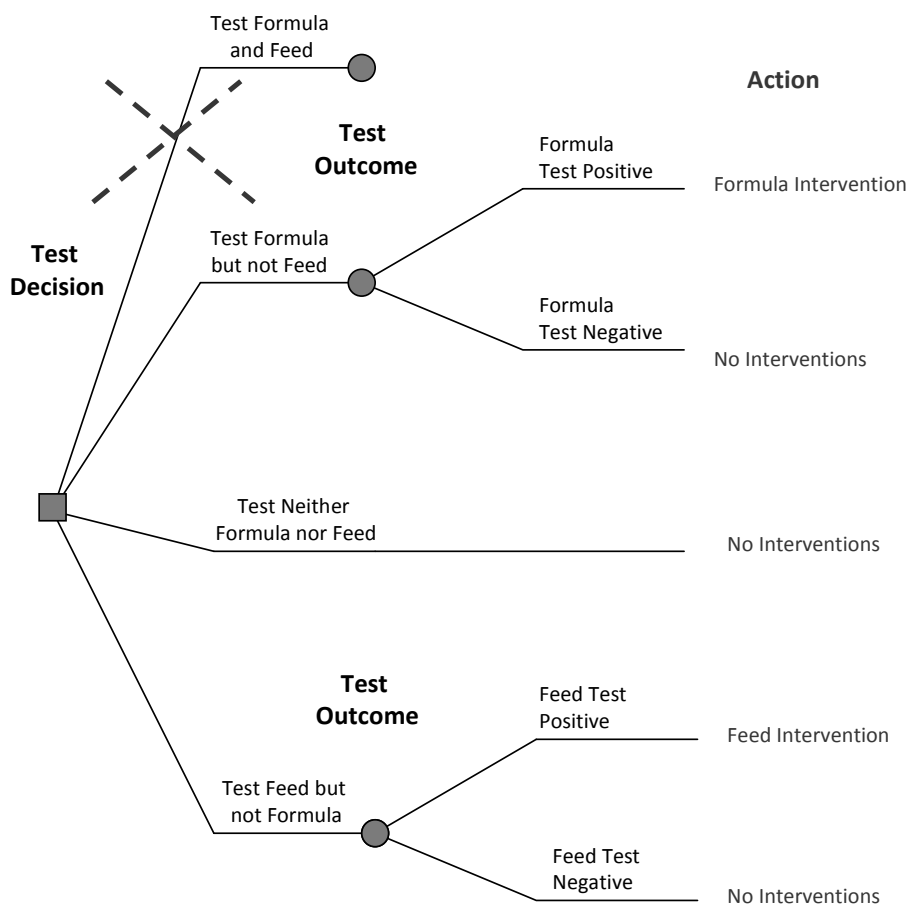 Test Formula
and Feed
Action
Test
Outcome
Formula
Test Positive
Formula Intervention
Test Formula
but not Feed
Test
Decision
Formula
Test Negative
No Interventions
Test Neither
Formula nor Feed
No Interventions
Test
Outcome
Feed Test
Positive
Feed Intervention
Test Feed but
not Formula
Feed Test
Negative
No Interventions